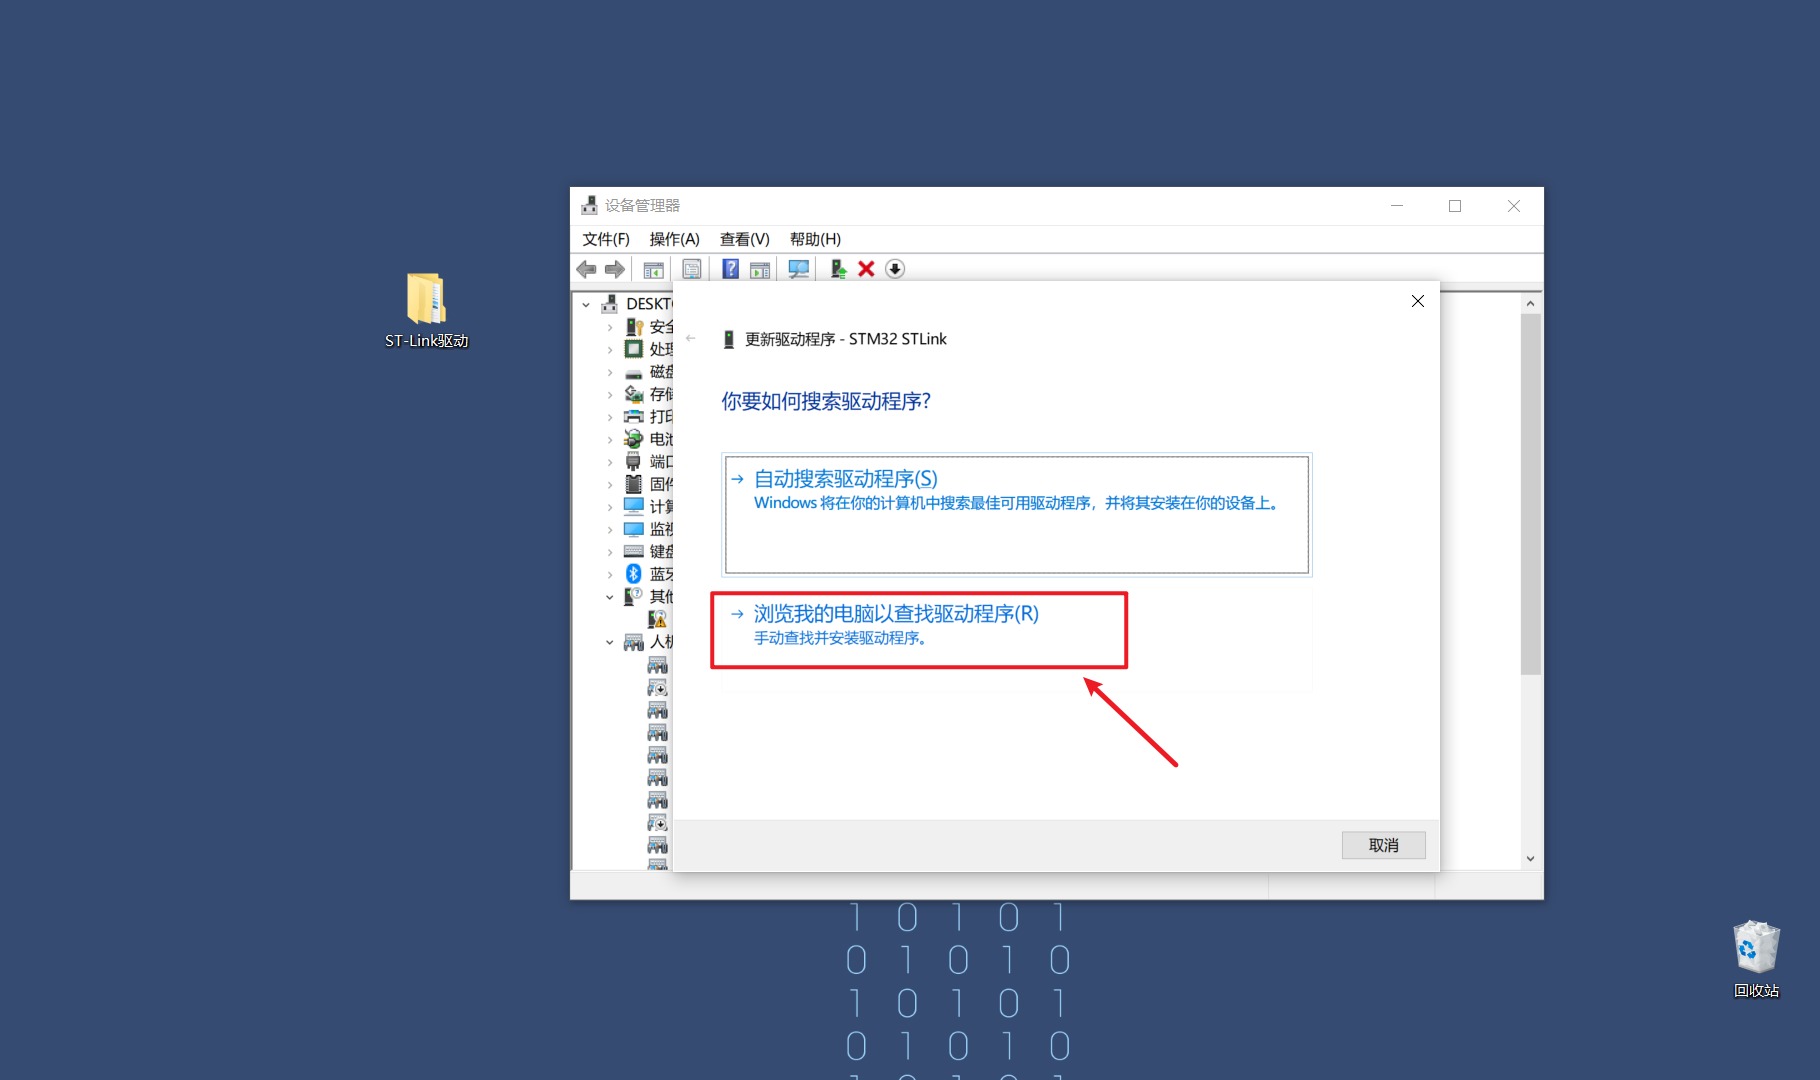 设备管理器
文件(F) 操作(A) 查看(V) 帮助(H)
ST-Link驱动
DESKT
安全
处理
磁盘
存储
打印
电池
端口
固件
计算
监视
键盘
蓝牙
其他
人机
更新驱动程序 - STM32 STLink
你要如何搜索驱动程序?
自动搜索驱动程序(S)
Windows 将在你的计算机中搜索最佳可用驱动程序，并将其安装在你的设备上。
浏览我的电脑以查找驱动程序(R)
手动查找并安装驱动程序。
取消
1 0 1 0 1
0 1 0 1 0
1 0 1 0 1
0 1 0 1 0
回收站